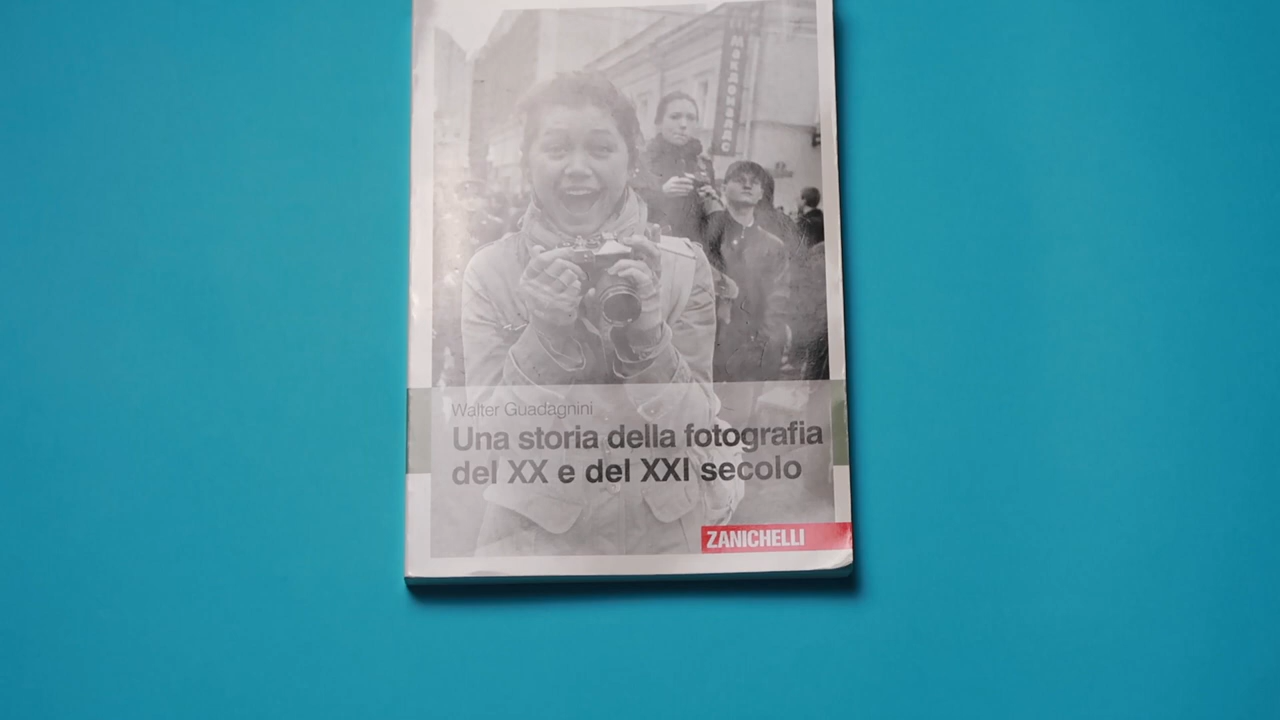 Walter Guadagnini
Una storia della fotografia
del XX e del XXI secolo
ZANICHELLI